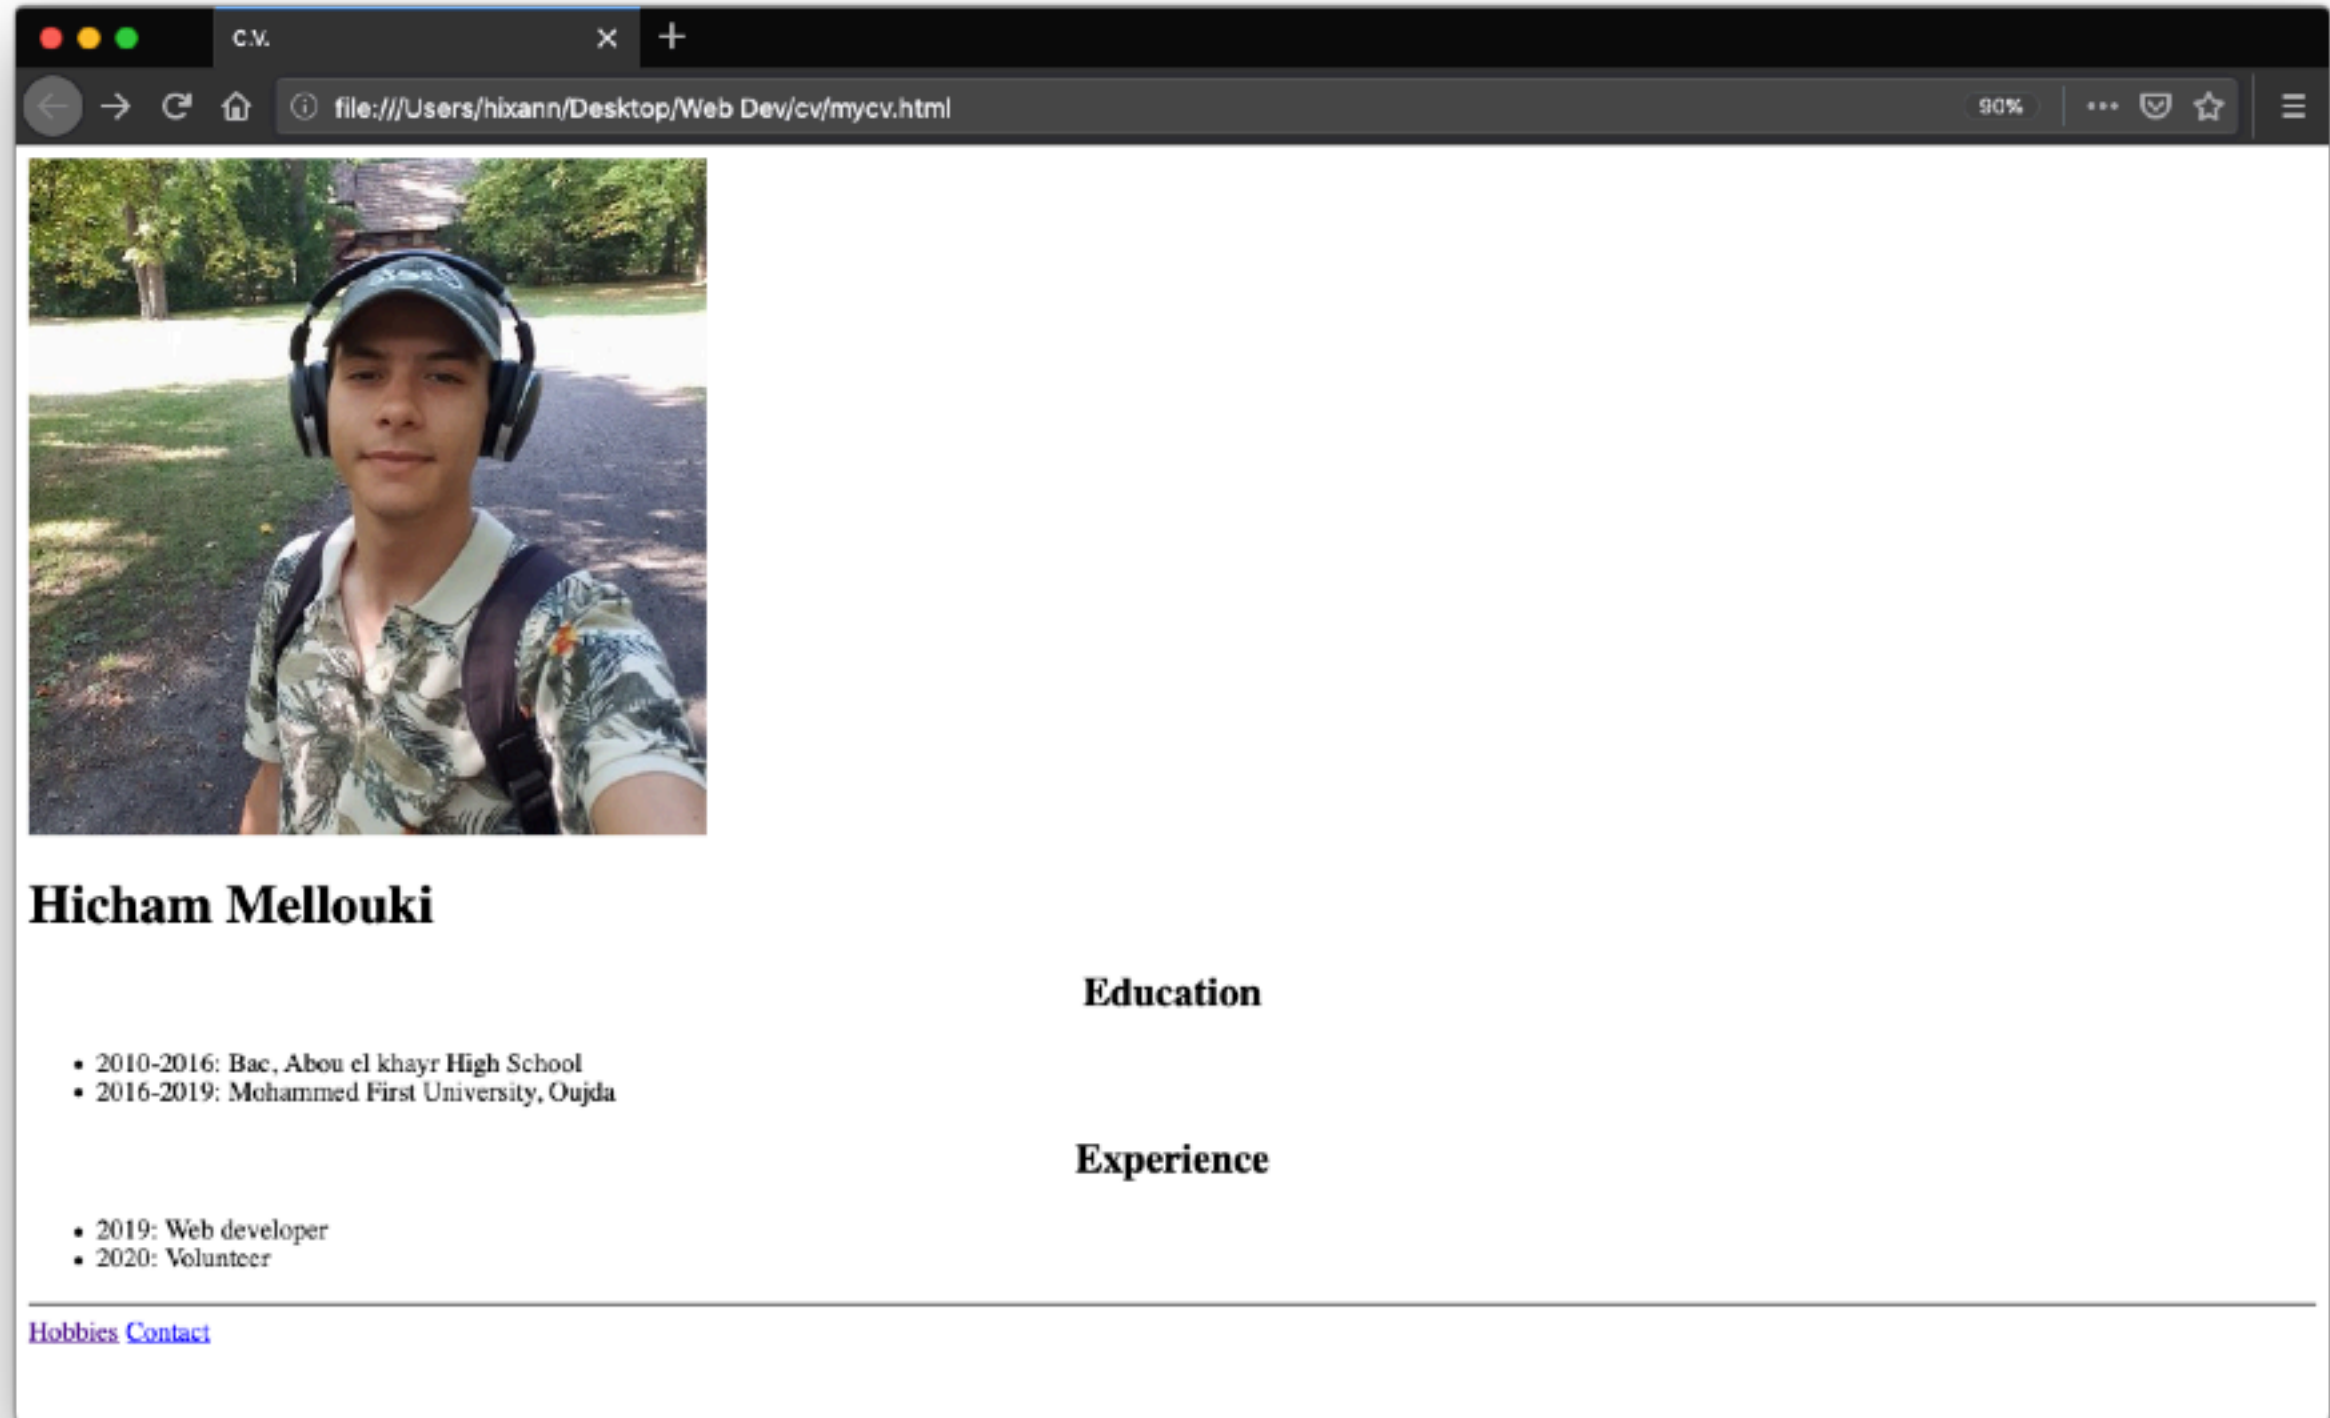 C.V.
file:///Users/hixann/Desktop/Web Dev/cv/mycv.html
90%
Hicham Mellouki
Education
2010-2016: Bac, Abou el khayr High School
2016-2019: Mohammed First University, Oujda
Experience
2019: Web developer
2020: Volunteer
Hobbies Contact